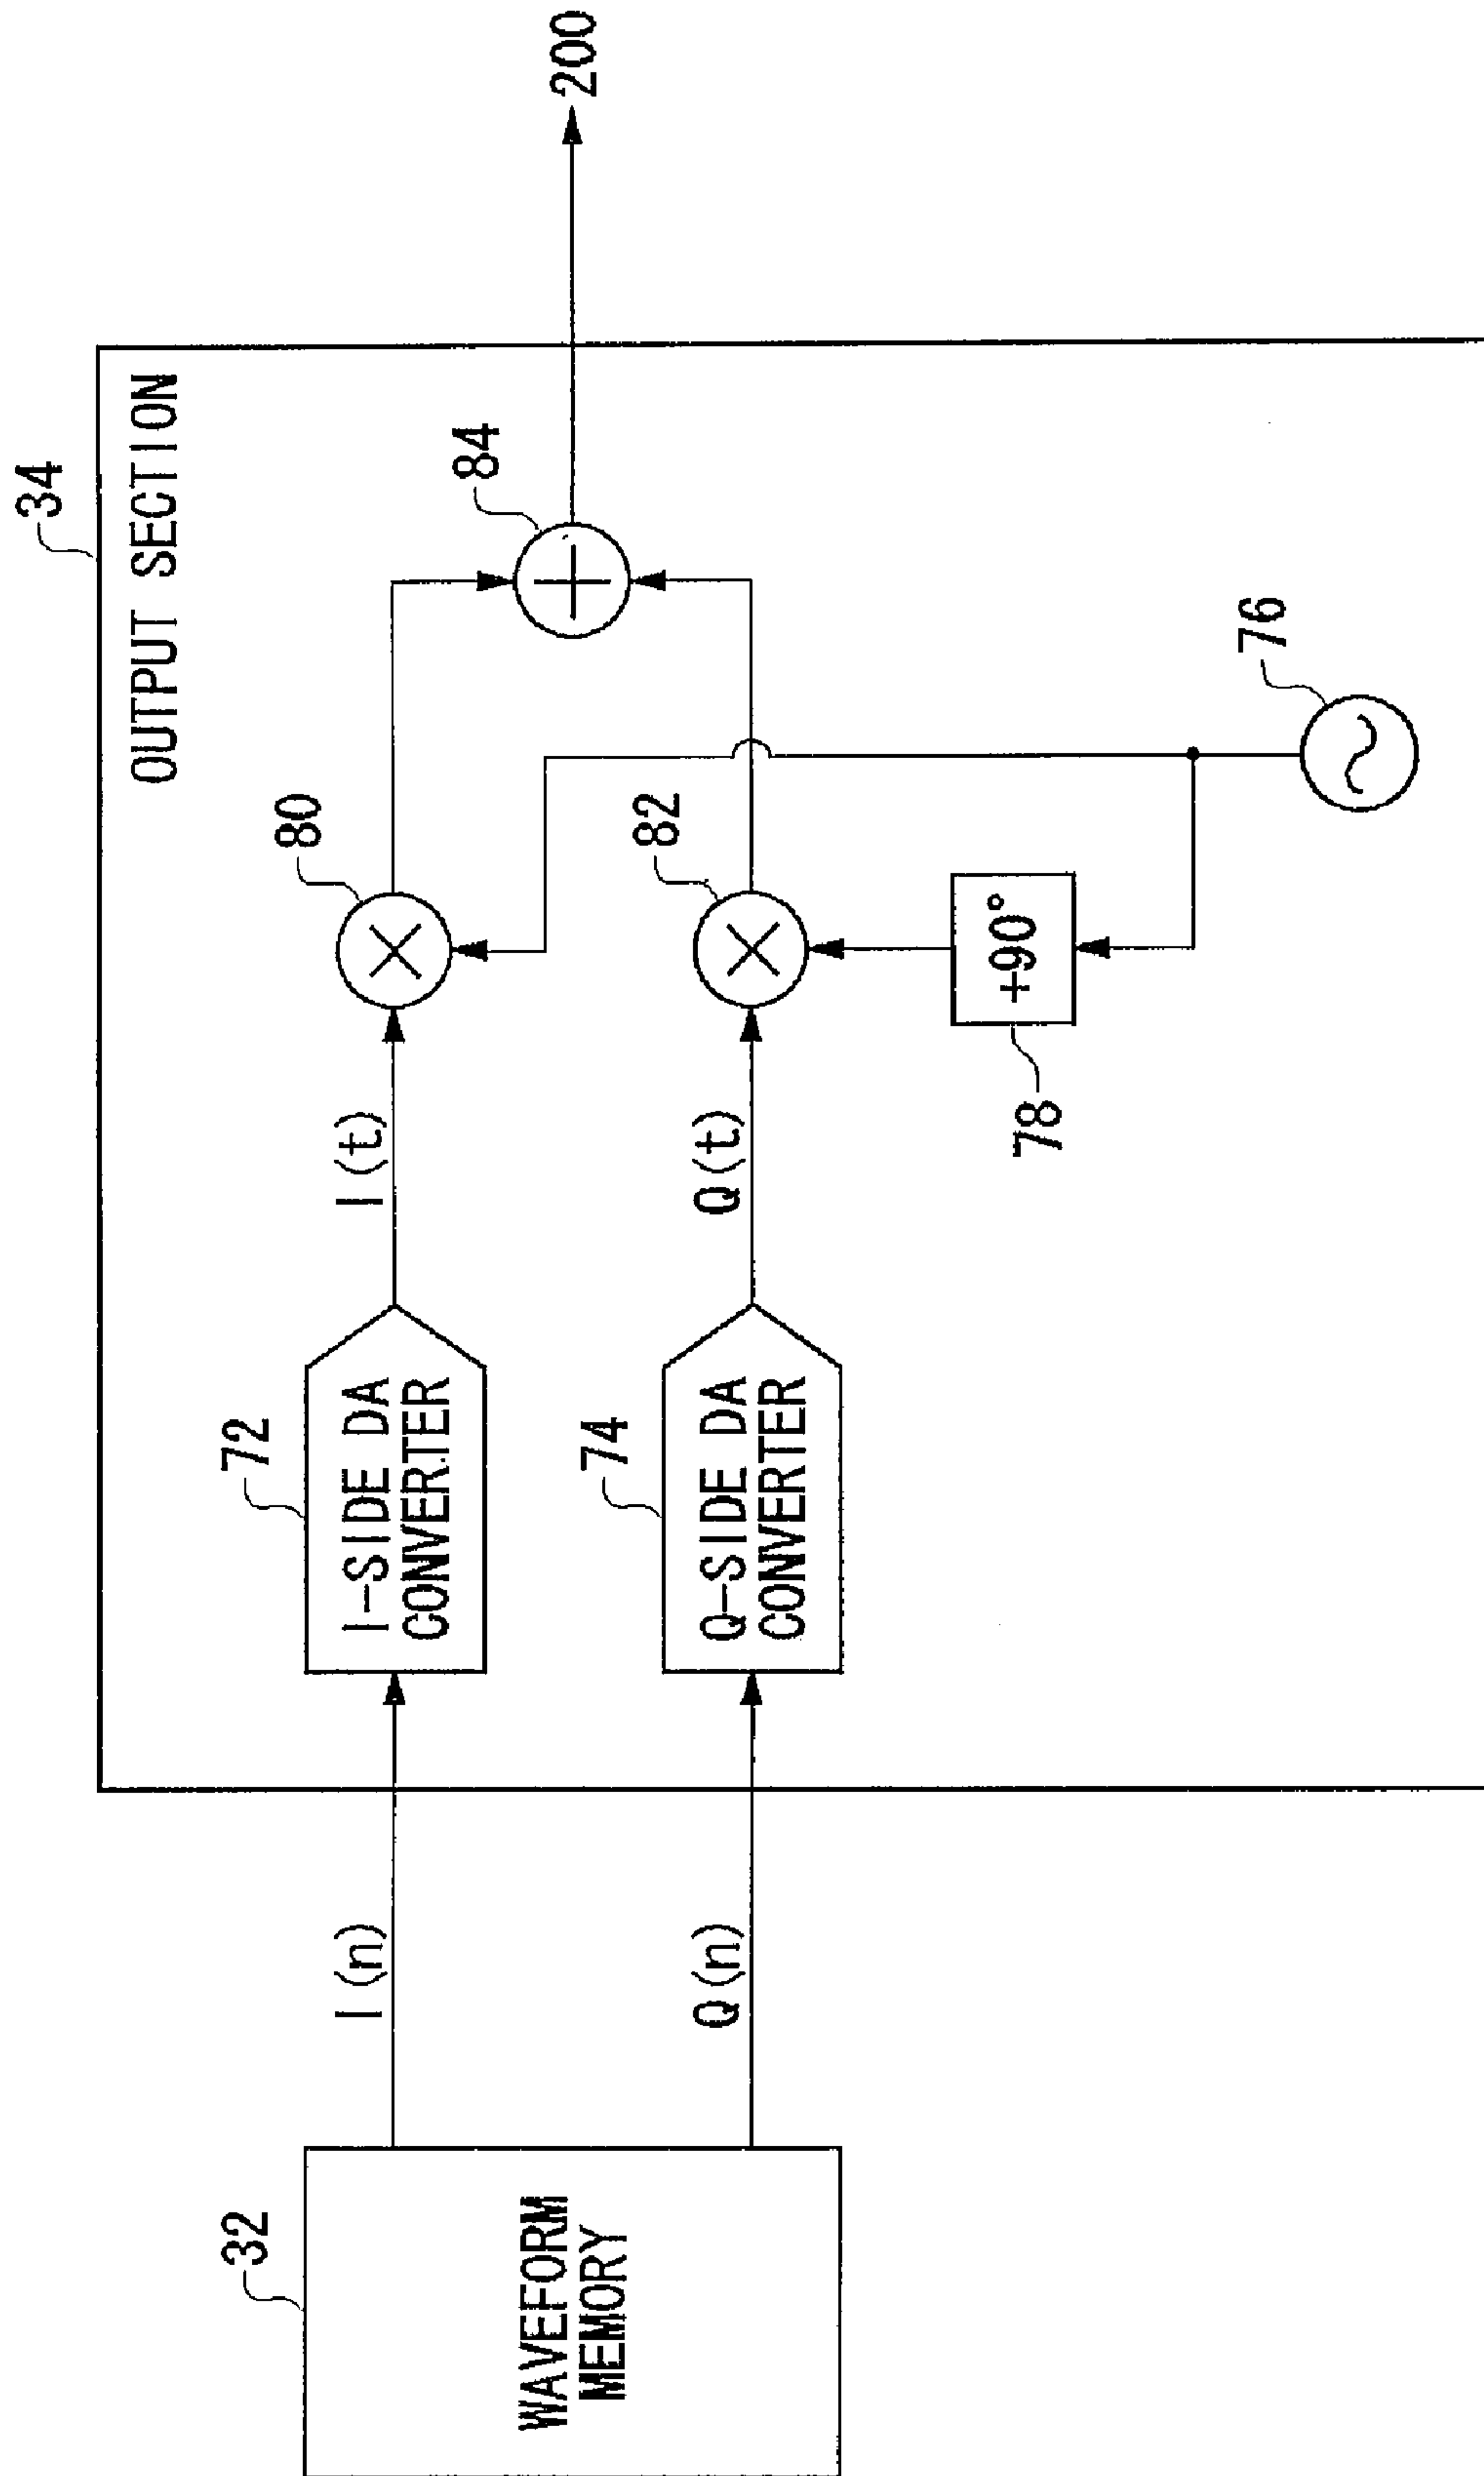 34
OUTPUT SECTION
32
WAVEFORM
MEMORY
I(n)
Q(n)
72
I-SIDE DA
CONVERTER
74
Q-SIDE DA
CONVERTER
I(t)
Q(t)
80
82
84
78
+90°
76
200